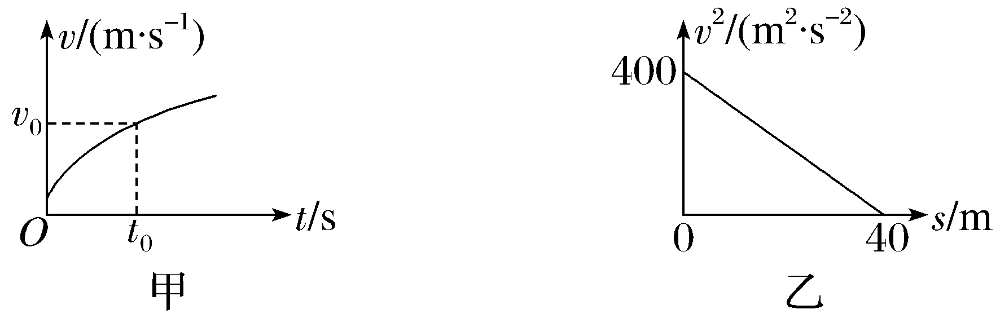 v/(m·s⁻¹)
v₀
O
t₀
t/s
甲
v²/(m²·s⁻²)
400
0
40
s/m
乙